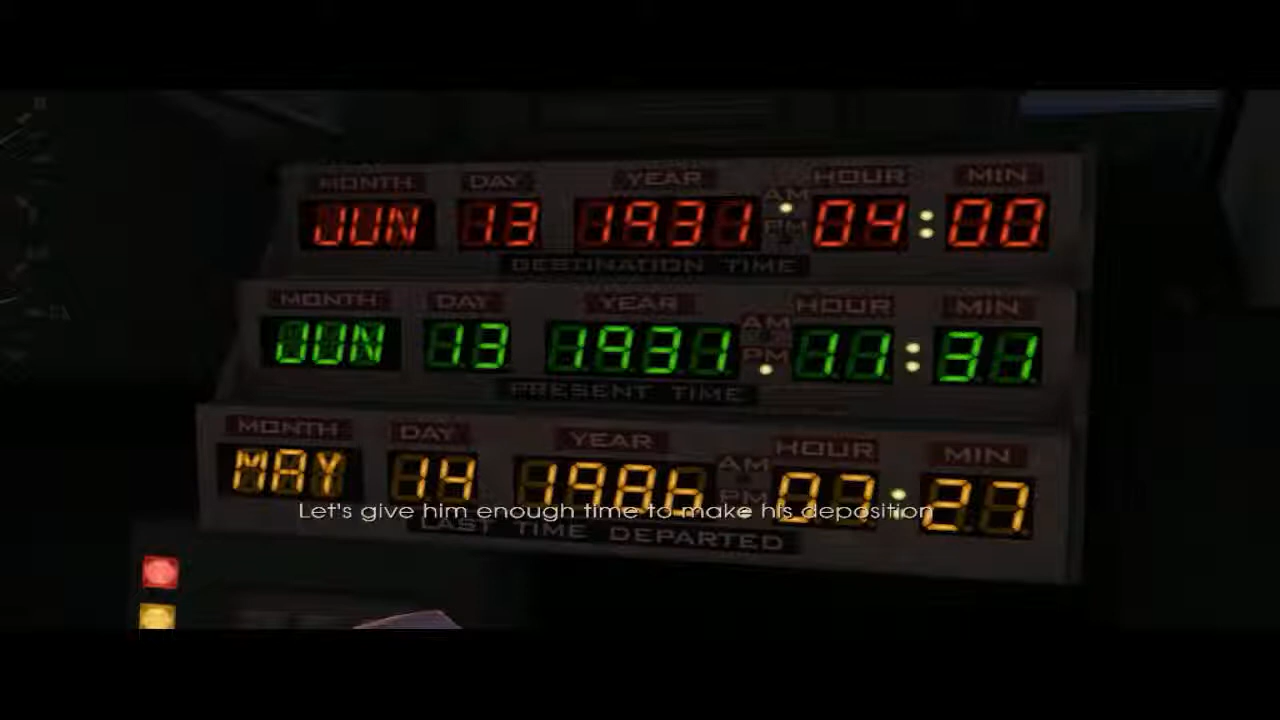 MONTH DAY YEAR HOUR MIN
JUN 13 1931 AM PM 04:00
DESTINATION TIME
MONTH DAY YEAR HOUR MIN
JUN 13 1931 AM PM 11:31
PRESENT TIME
MONTH DAY YEAR HOUR MIN
MAY 14 1986 AM PM 07:27
Let's give him enough time to make his deposition
LAST TIME DEPARTED